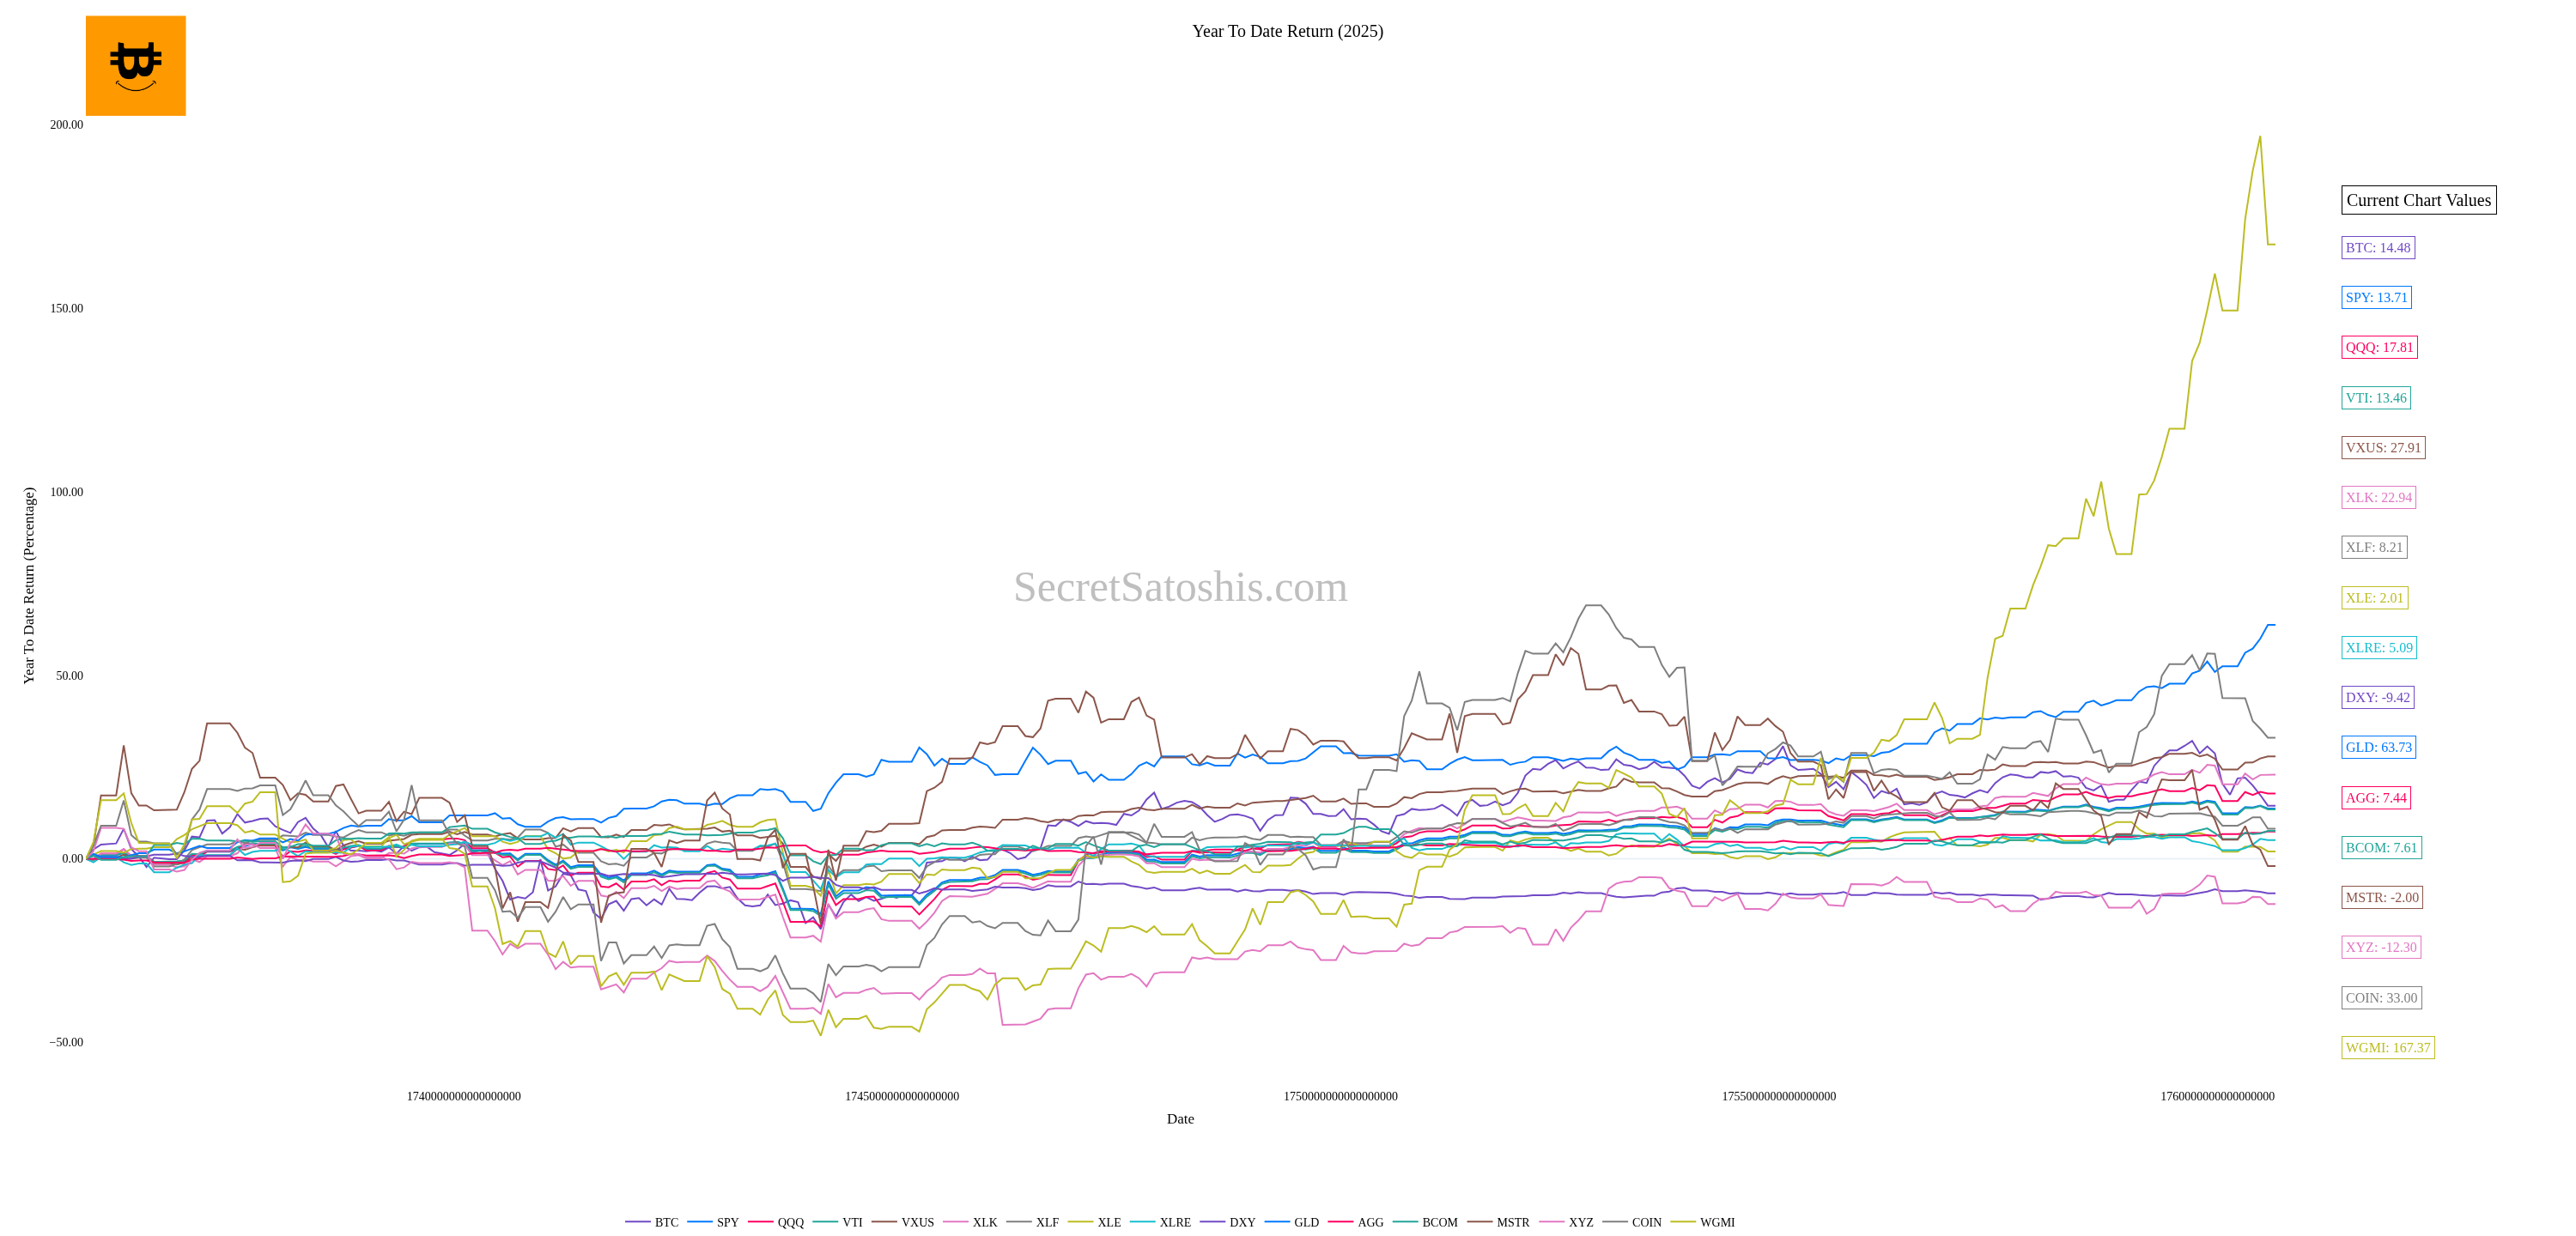 Year To Date Return (2025)
200.00
150.00
100.00
50.00
0.00
−50.00
Year To Date Return (Percentage)
SecretSatoshis.com
Current Chart Values
BTC: 14.48
SPY: 13.71
QQQ: 17.81
VTI: 13.46
VXUS: 27.91
XLK: 22.94
XLF: 8.21
XLE: 2.01
XLRE: 5.09
DXY: -9.42
GLD: 63.73
AGG: 7.44
BCOM: 7.61
MSTR: -2.00
XYZ: -12.30
COIN: 33.00
WGMI: 167.37
1740000000000000000 1745000000000000000 1750000000000000000 1755000000000000000 1760000000000000000
Date
BTC SPY QQQ VTI VXUS XLK XLF XLE XLRE DXY GLD AGG BCOM MSTR XYZ COIN WGMI